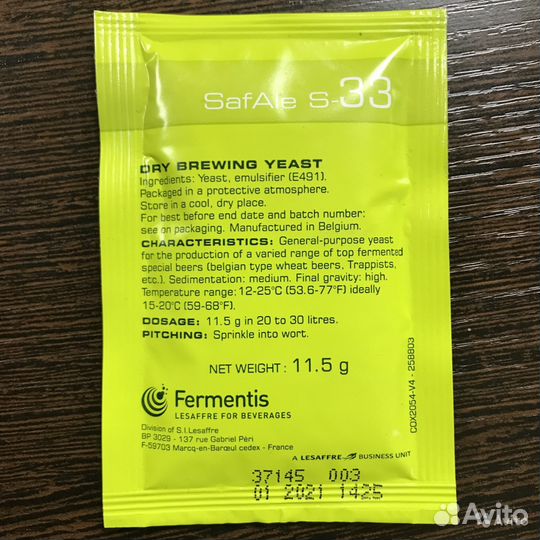 SafAle S-33
DRY BREWING YEAST
Ingredients: Yeast, emulsifier (E491).
Packaged in a protective atmosphere.
Store in a cool, dry place.
For best before end date and batch number:
see on packaging. Manufactured in Belgium.
CHARACTERISTICS: General-purpose yeast
for the production of a varied range of top fermented
special beers (belgian type wheat beers, Trappists,
etc.). Sedimentation: medium. Final gravity: high.
Temperature range: 12-25°C (53.6-77°F) ideally
15-20°C (59-68°F).
DOSAGE: 11.5 g in 20 to 30 litres.
PITCHING: Sprinkle into wort.
NET WEIGHT: 11.5 g
Fermentis
LESAFFRE FOR BEVERAGES
Division of S.I.Lesaffre
BP 3029 - 137 rue Gabriel Péri
F-59703 Marcq-en-Barœul cedex - France
A LESAFFRE BUSINESS UNIT
COX2054-V4 - 258803
37145 003
01 2021 1425
Avito